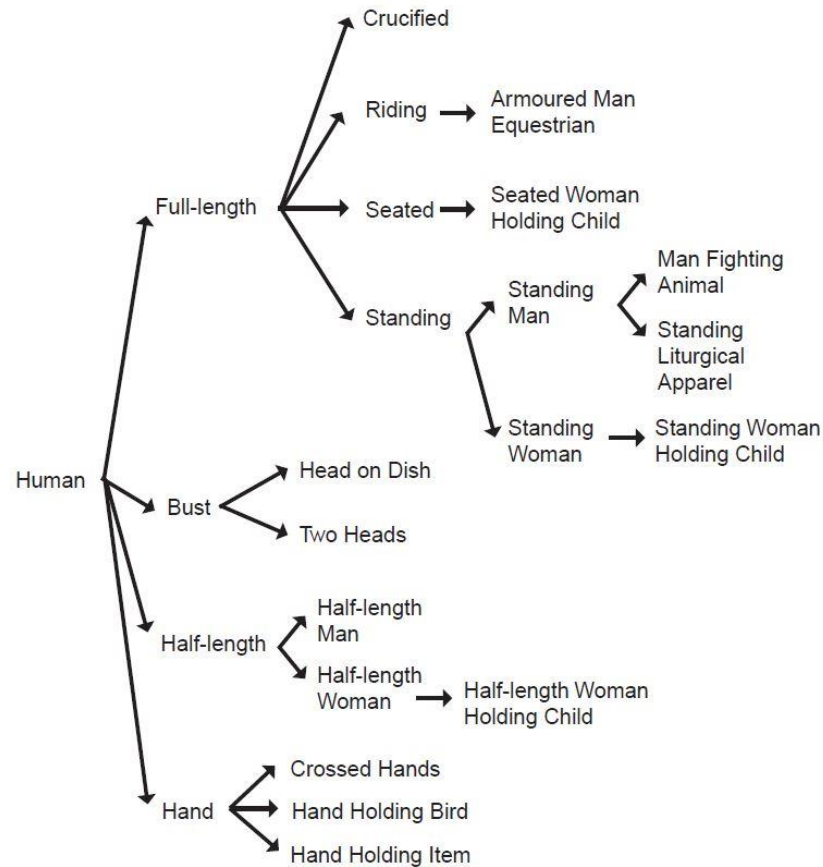 Crucified
Riding
Armoured Man
Equestrian
Full-length
Seated
Seated Woman
Holding Child
Standing
Standing
Man
Man Fighting
Animal
Standing
Liturgical
Apparel
Standing
Woman
Standing Woman
Holding Child
Human
Bust
Head on Dish
Two Heads
Half-length
Half-length
Man
Half-length
Woman
Half-length Woman
Holding Child
Hand
Crossed Hands
Hand Holding Bird
Hand Holding Item